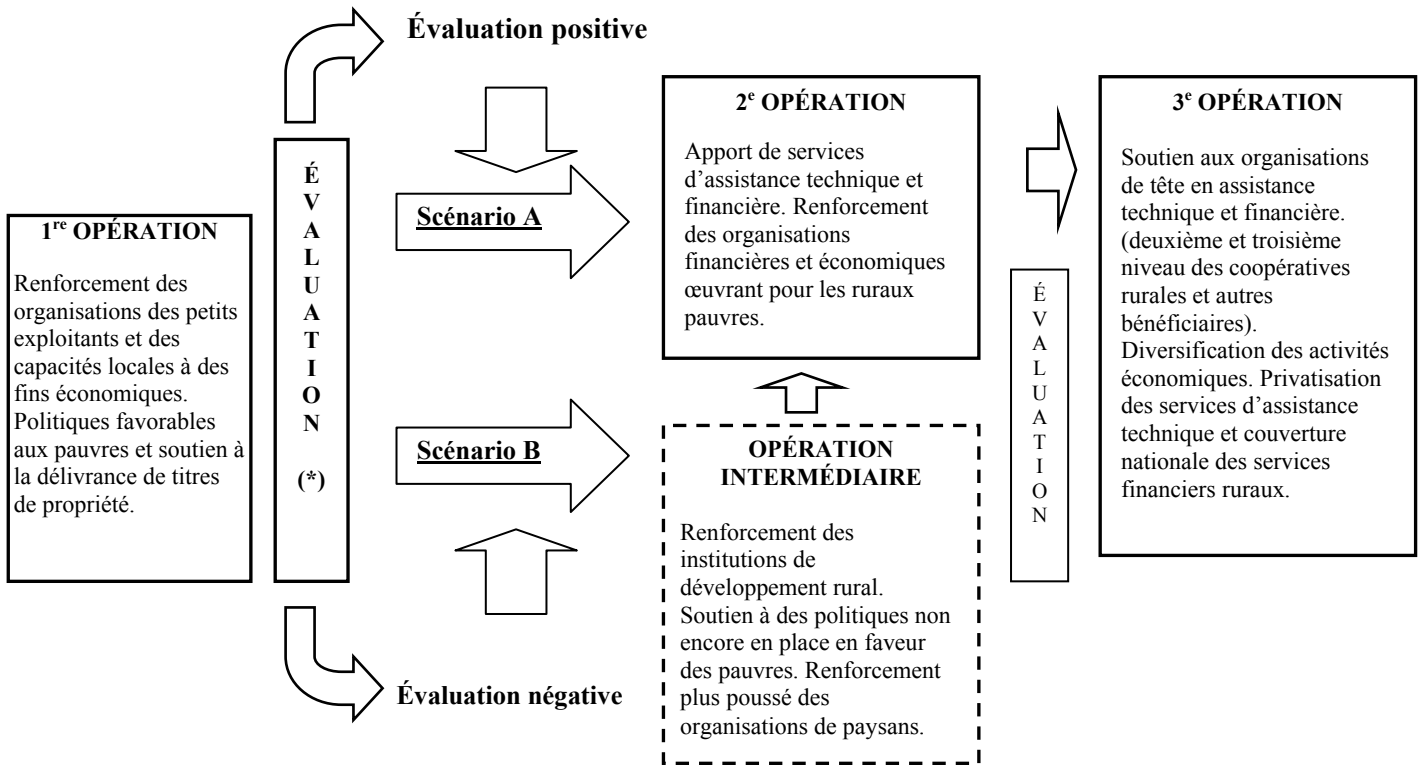 Évaluation positive
1re OPÉRATION
Renforcement des
organisations des petits
exploitants et des
capacités locales à des
fins économiques.
Politiques favorables
aux pauvres et soutien à
la délivrance de titres
de propriété.
ÉVALUATION
(*)
Scénario A
Scénario B
Évaluation négative
2e OPÉRATION
Apport de services
d’assistance technique et
financière. Renforcement
des organisations
financières et économiques
œuvrant pour les ruraux
pauvres.
OPÉRATION
INTERMÉDIAIRE
Renforcement des
institutions de
développement rural.
Soutien à des politiques non
encore en place en faveur
des pauvres. Renforcement
plus poussé des
organisations de paysans.
ÉVALUATION
3e OPÉRATION
Soutien aux organisations
de tête en assistance
technique et financière.
(deuxième et troisième
niveau des coopératives
rurales et autres
bénéficiaires).
Diversification des activités
économiques. Privatisation
des services d’assistance
technique et couverture
nationale des services
financiers ruraux.